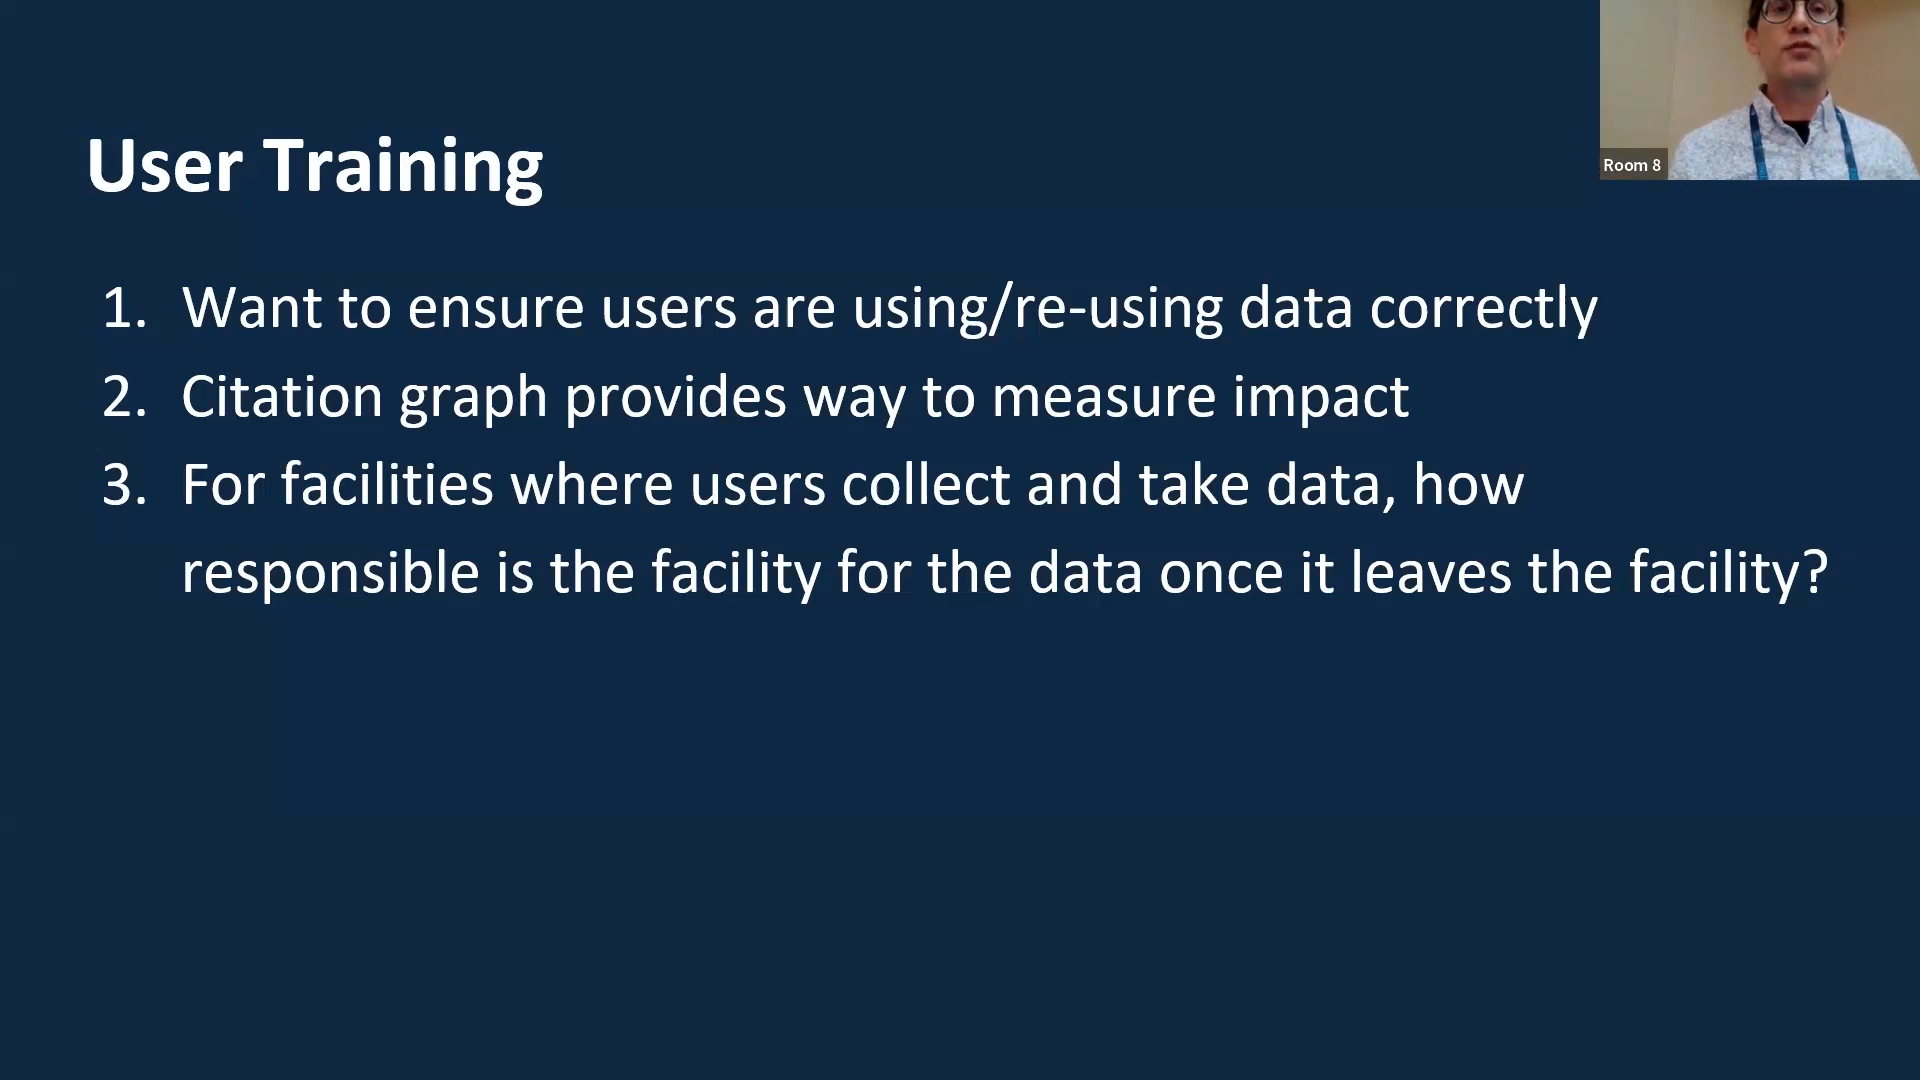 User Training
Room 8
1. Want to ensure users are using/re-using data correctly
2. Citation graph provides way to measure impact
3. For facilities where users collect and take data, how
responsible is the facility for the data once it leaves the facility?